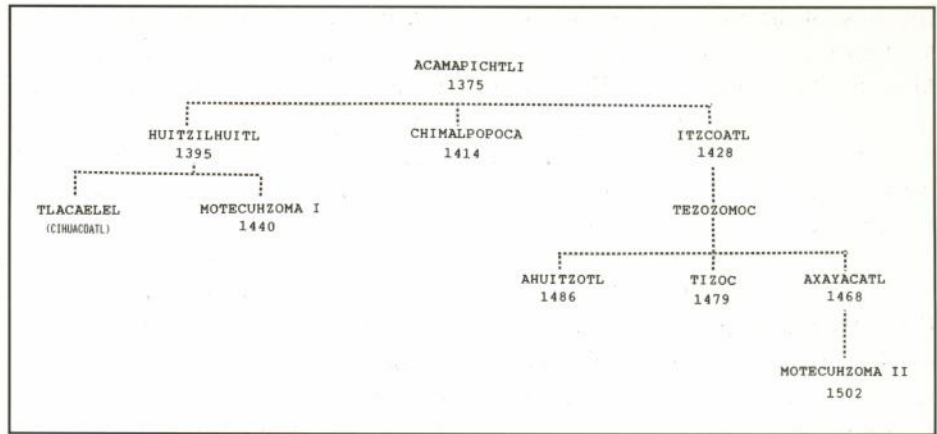 ACAMAPICHTLI
1375
HUITZILHUITL
1395
CHIMALPOPOCA
1414
ITZCOATL
1428
TLACAELEL
(CIHUACOATL)
MOTECUHZOMA I
1440
TEZOZOMOC
AHUITZOTL
1486
TIZOC
1479
AXAYACATL
1468
MOTECUHZOMA II
1502